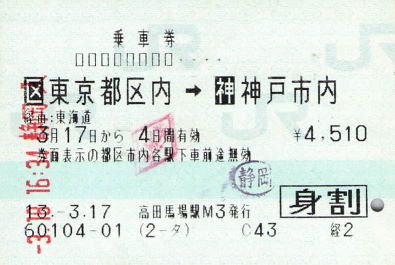 乗車券
□□□□□□□□・・・・
区 東京都区内 → 神 神戸市内
経由:東海道
3月17日から 4日間有効 ¥4,510
券面表示の都区市内各駅下車前途無効
静岡
身割
13.-3.17 高田馬場駅M3発行
60104-01 (2-タ) C43 経2